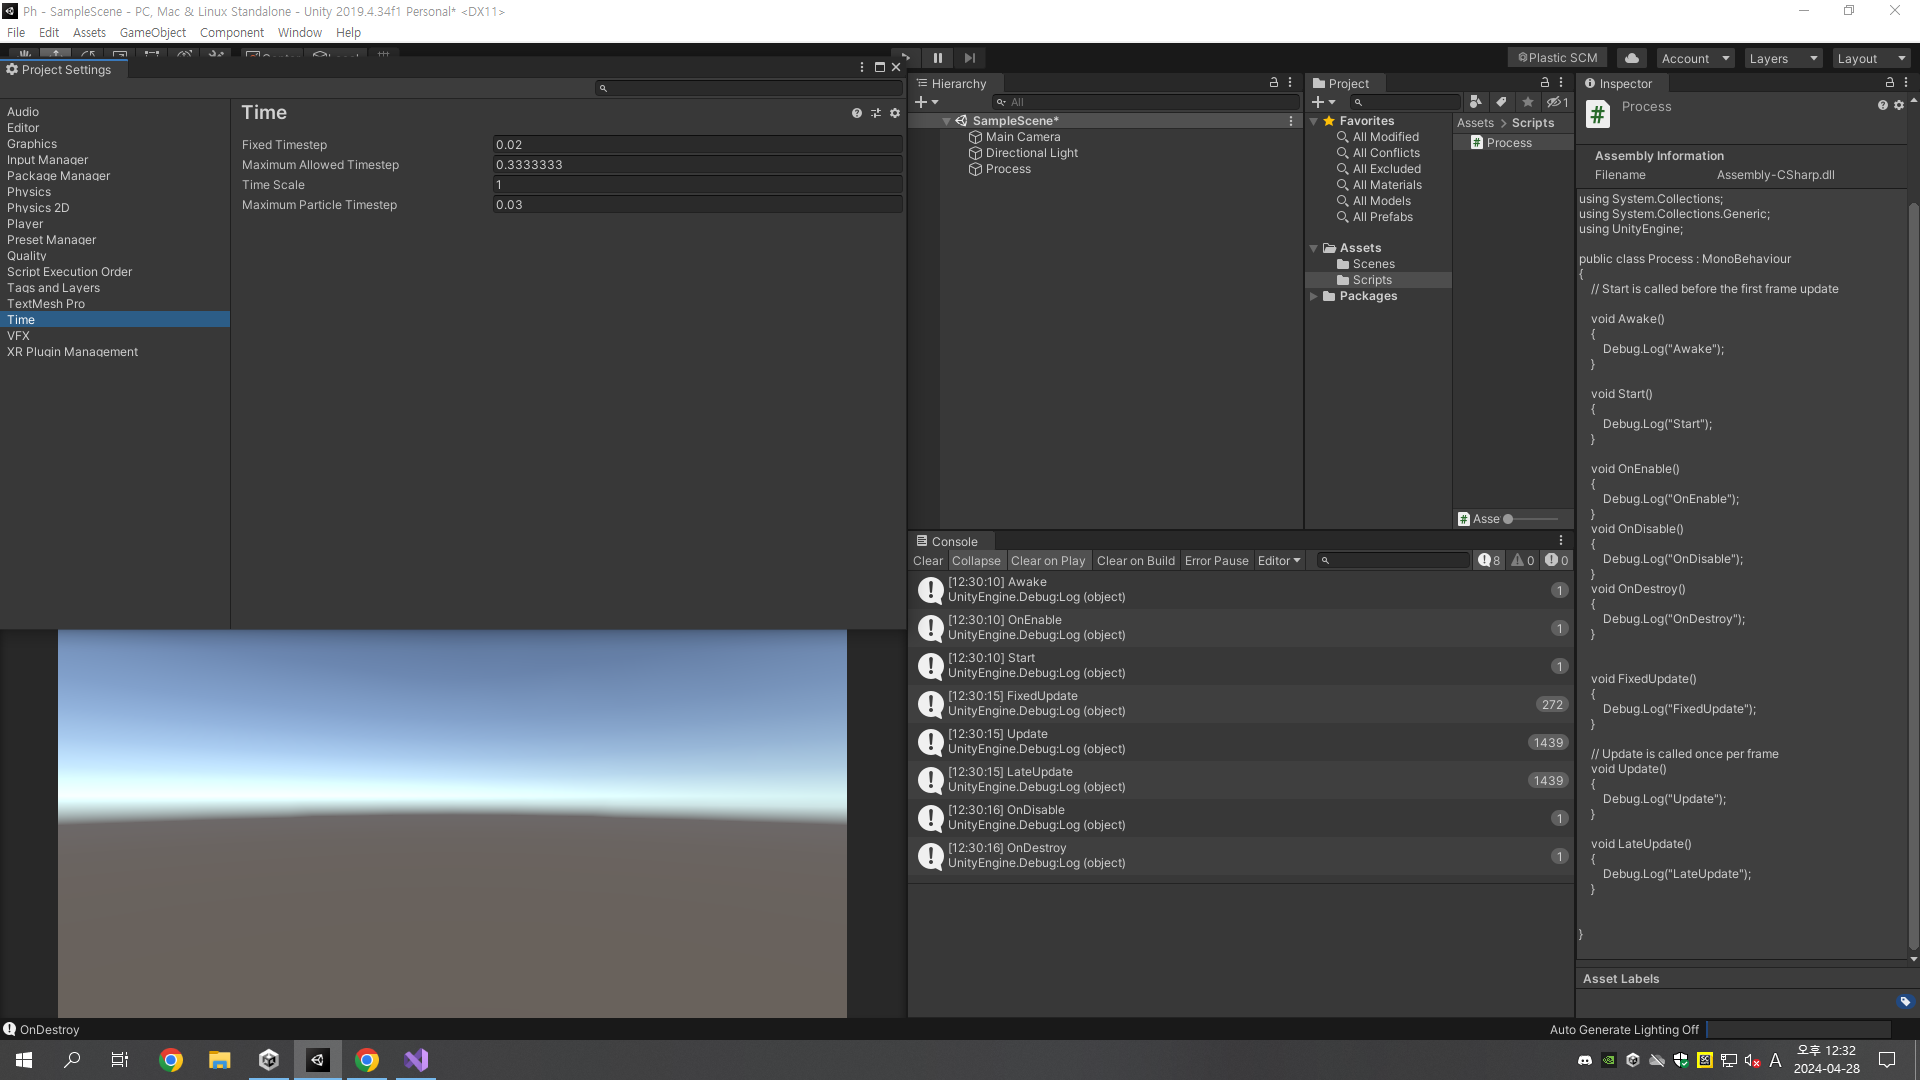 Ph - SampleScene - PC, Mac & Linux Standalone - Unity 2019.4.34f1 Personal* <DX11>
File Edit Assets GameObject Component Window Help
Plastic SCM Account Layers Layout
Project Settings
Audio
Editor
Graphics
Input Manager
Package Manager
Physics
Physics 2D
Player
Preset Manager
Quality
Script Execution Order
Tags and Layers
TextMesh Pro
Time
VFX
XR Plugin Management
Time
Fixed Timestep 0.02
Maximum Allowed Timestep 0.3333333
Time Scale 1
Maximum Particle Timestep 0.03
Hierarchy
All
SampleScene*
Main Camera
Directional Light
Process
Project
1
Favorites
All Modified
All Conflicts
All Excluded
All Materials
All Models
All Prefabs
Assets
Scenes
Scripts
Packages
Assets > Scripts
Process
Asse
Console
Clear Collapse Clear on Play Clear on Build Error Pause Editor 8 0 0
[12:30:10] Awake
UnityEngine.Debug:Log (object)
1
[12:30:10] OnEnable
UnityEngine.Debug:Log (object)
1
[12:30:10] Start
UnityEngine.Debug:Log (object)
1
[12:30:15] FixedUpdate
UnityEngine.Debug:Log (object)
272
[12:30:15] Update
UnityEngine.Debug:Log (object)
1439
[12:30:15] LateUpdate
UnityEngine.Debug:Log (object)
1439
[12:30:16] OnDisable
UnityEngine.Debug:Log (object)
1
[12:30:16] OnDestroy
UnityEngine.Debug:Log (object)
1
Inspector
Process
Assembly Information
Filename Assembly-CSharp.dll
using System.Collections;
using System.Collections.Generic;
using UnityEngine;
public class Process : MonoBehaviour
{
// Start is called before the first frame update
void Awake()
{
Debug.Log("Awake");
}
void Start()
{
Debug.Log("Start");
}
void OnEnable()
{
Debug.Log("OnEnable");
}
void OnDisable()
{
Debug.Log("OnDisable");
}
void OnDestroy()
{
Debug.Log("OnDestroy");
}
void FixedUpdate()
{
Debug.Log("FixedUpdate");
}
// Update is called once per frame
void Update()
{
Debug.Log("Update");
}
void LateUpdate()
{
Debug.Log("LateUpdate");
}
}
Asset Labels
OnDestroy
Auto Generate Lighting Off
A
오후 12:32
2024-04-28